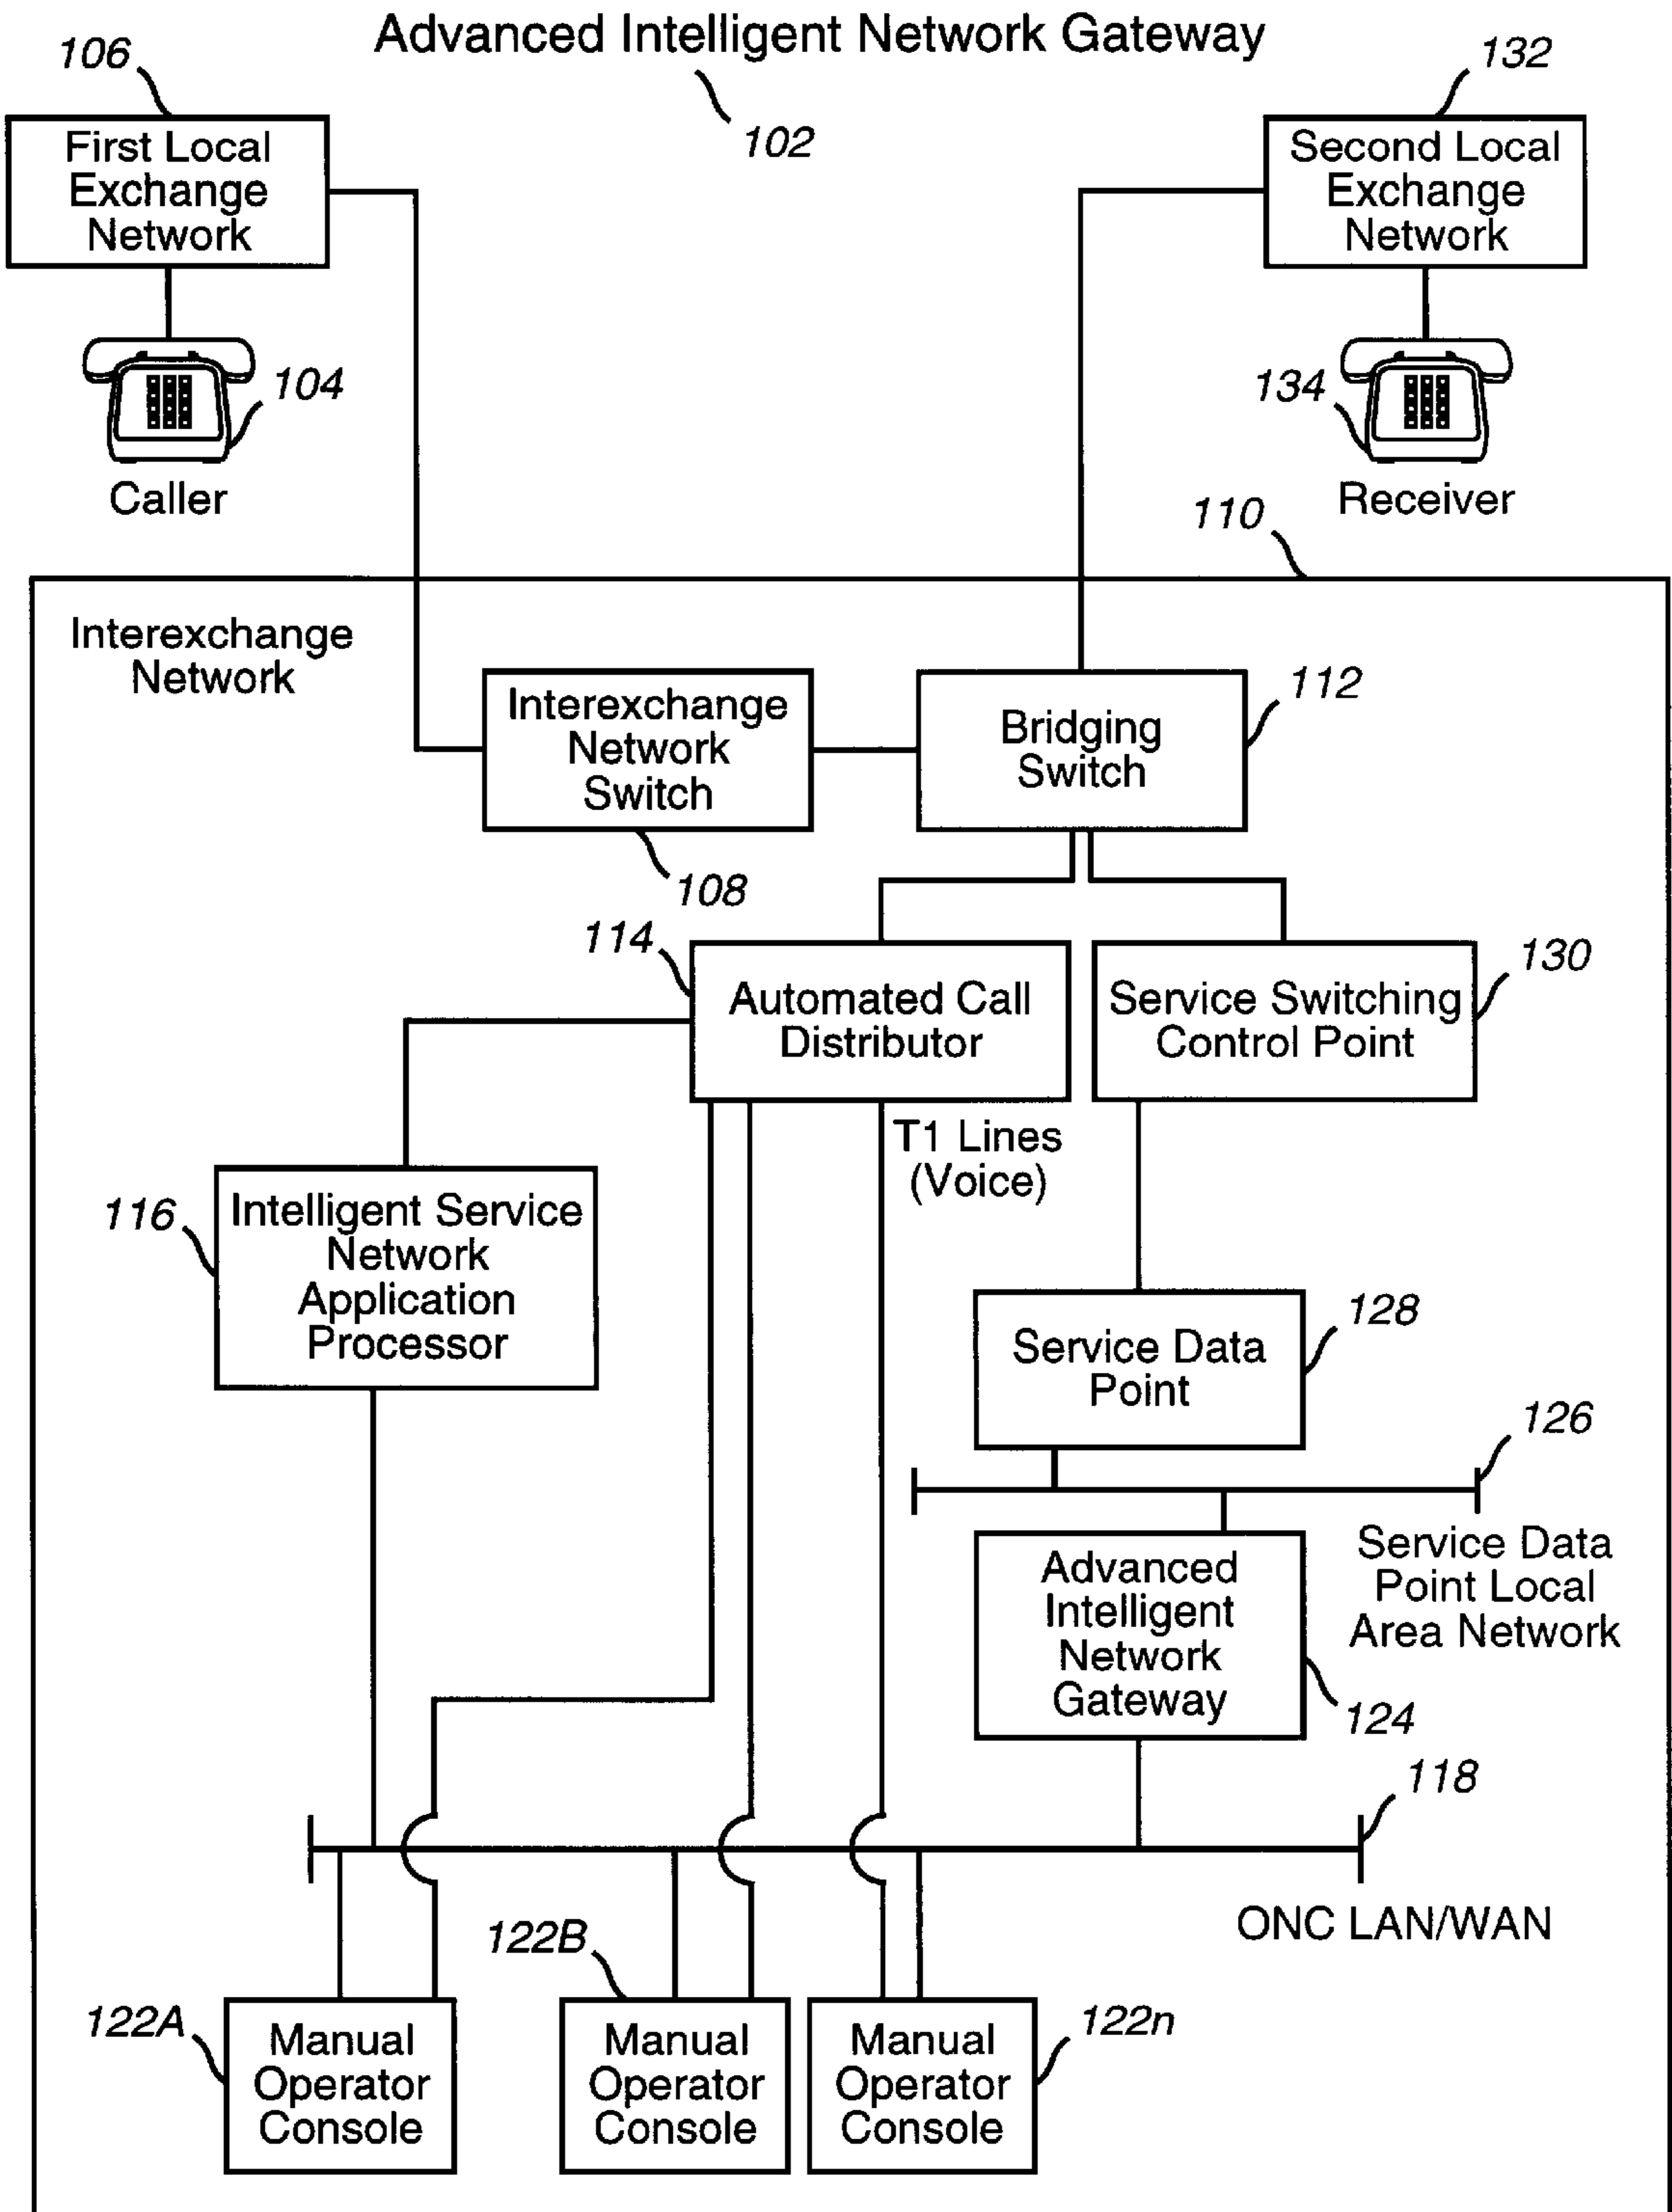 Advanced Intelligent Network Gateway
102
106
First Local
Exchange
Network
132
Second Local
Exchange
Network
104
Caller
134
Receiver
110
Interexchange
Network
Interexchange
Network
Switch
108
Bridging
Switch
112
114
Automated Call
Distributor
Service Switching
Control Point
130
T1 Lines
(Voice)
116
Intelligent Service
Network
Application
Processor
Service Data
Point
128
126
Service Data
Point Local
Area Network
Advanced
Intelligent
Network
Gateway
124
118
ONC LAN/WAN
122A
Manual
Operator
Console
122B
Manual
Operator
Console
Manual
Operator
Console
122n